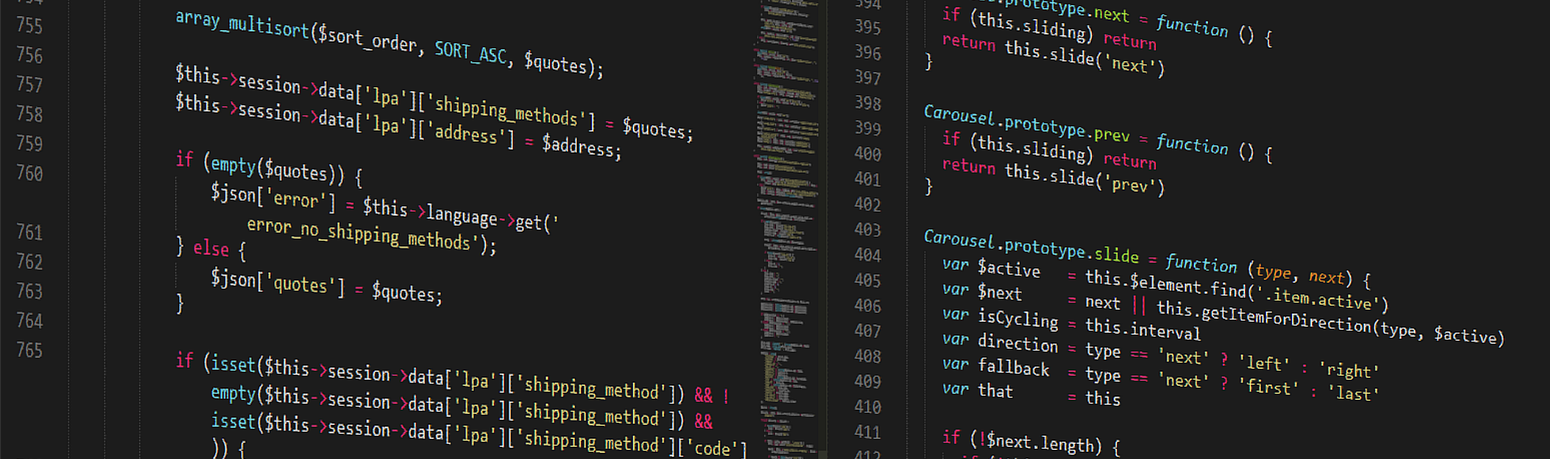 754 array_multisort($sort_order, SORT_ASC, $quotes);
755
756 $this->session->data['lpa']['shipping_methods'] = $quotes;
757 $this->session->data['lpa']['address'] = $address;
758
759 if (empty($quotes)) {
760 $json['error'] = $this->language->get('
error_no_shipping_methods');
761 } else {
762 $json['quotes'] = $quotes;
763 }
764
765 if (isset($this->session->data['lpa']['shipping_method']) && !
empty($this->session->data['lpa']['shipping_method']) &&
isset($this->session->data['lpa']['shipping_method']['code']
)) {
394 .prototype.next = function () {
395 if (this.sliding) return
396 return this.slide('next')
397 }
398
399 Carousel.prototype.prev = function () {
400 if (this.sliding) return
401 return this.slide('prev')
402 }
403
404 Carousel.prototype.slide = function (type, next) {
405 var $active = this.$element.find('.item.active')
406 var $next = next || this.getItemForDirection(type, $active)
407 var isCycling = this.interval
408 var direction = type == 'next' ? 'left' : 'right'
409 var fallback = type == 'next' ? 'first' : 'last'
410 var that = this
411
412 if (!$next.length) {